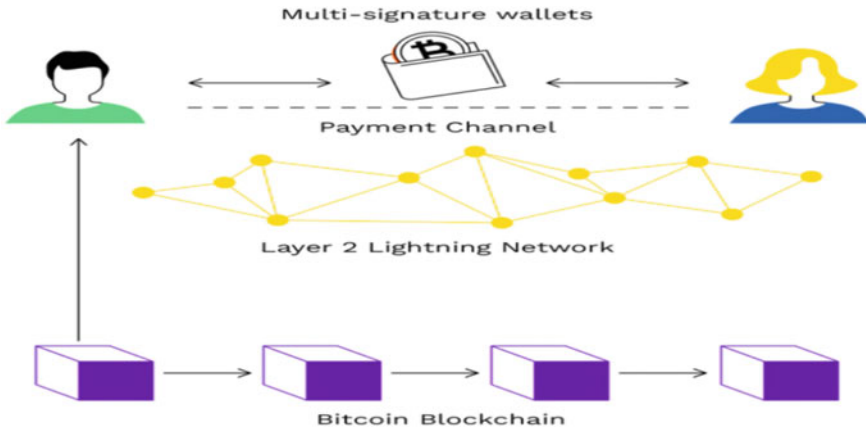 Multi-signature wallets
Payment Channel
Layer 2 Lightning Network
Bitcoin Blockchain